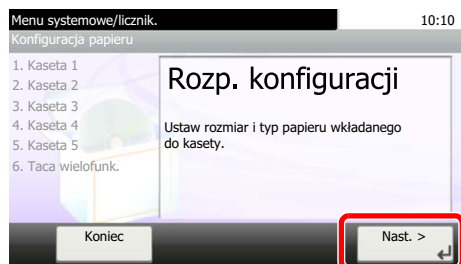 Menu systemowe/licznik.
10:10
Konfiguracja papieru
1. Kaseta 1
2. Kaseta 2
3. Kaseta 3
4. Kaseta 4
5. Kaseta 5
6. Taca wielofunk.
Rozp. konfiguracji
Ustaw rozmiar i typ papieru wkładanego
do kasety.
Koniec
Nast. >